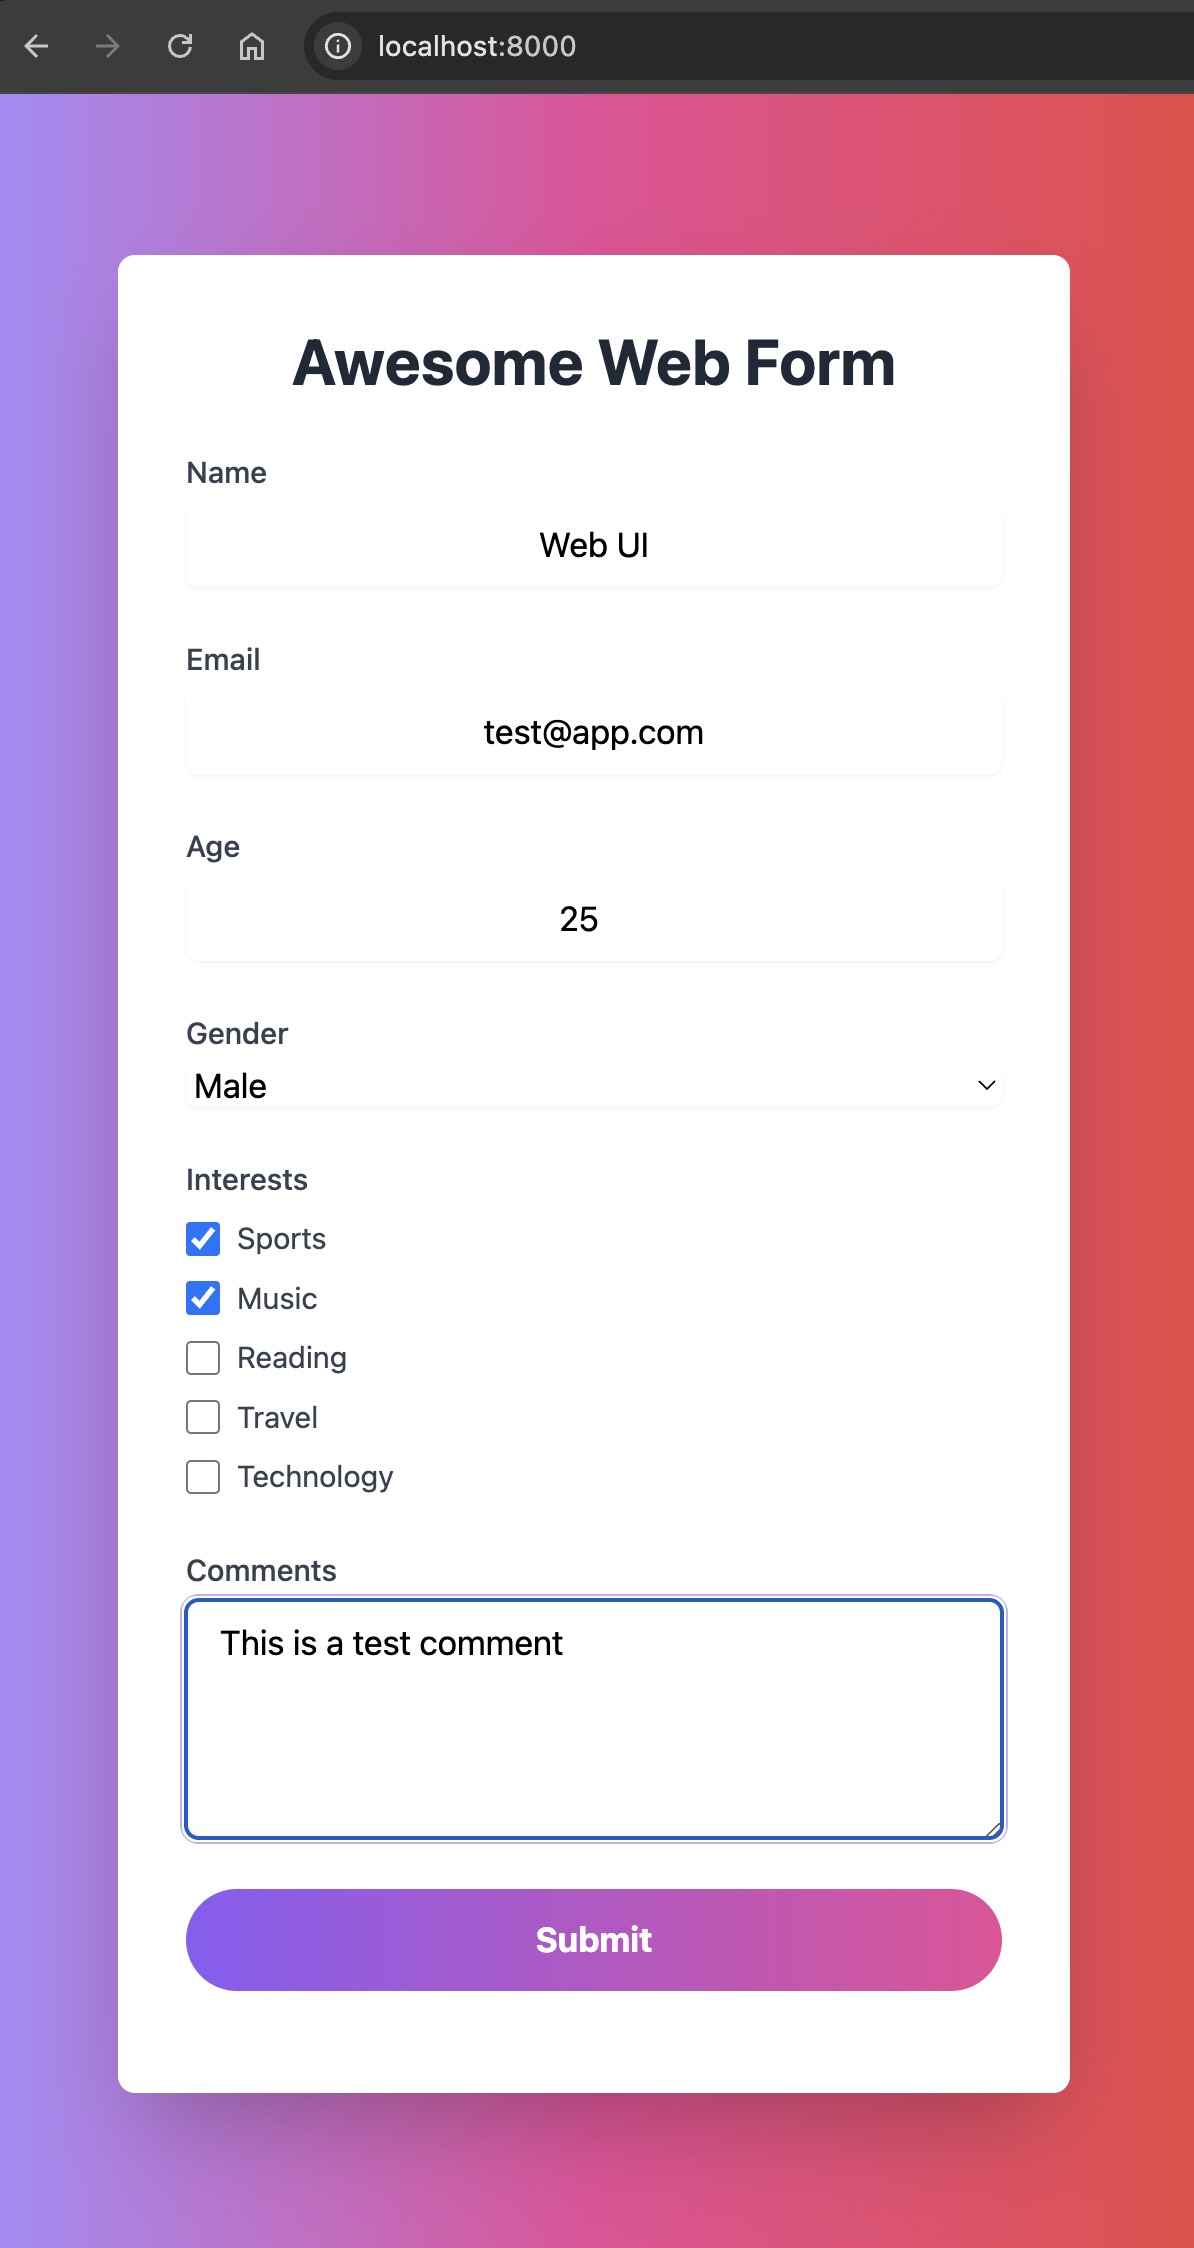 localhost:8000
Awesome Web Form
Name
Web UI
Email
test@app.com
Age
25
Gender
Male
Interests
Sports
Music
Reading
Travel
Technology
Comments
This is a test comment
Submit